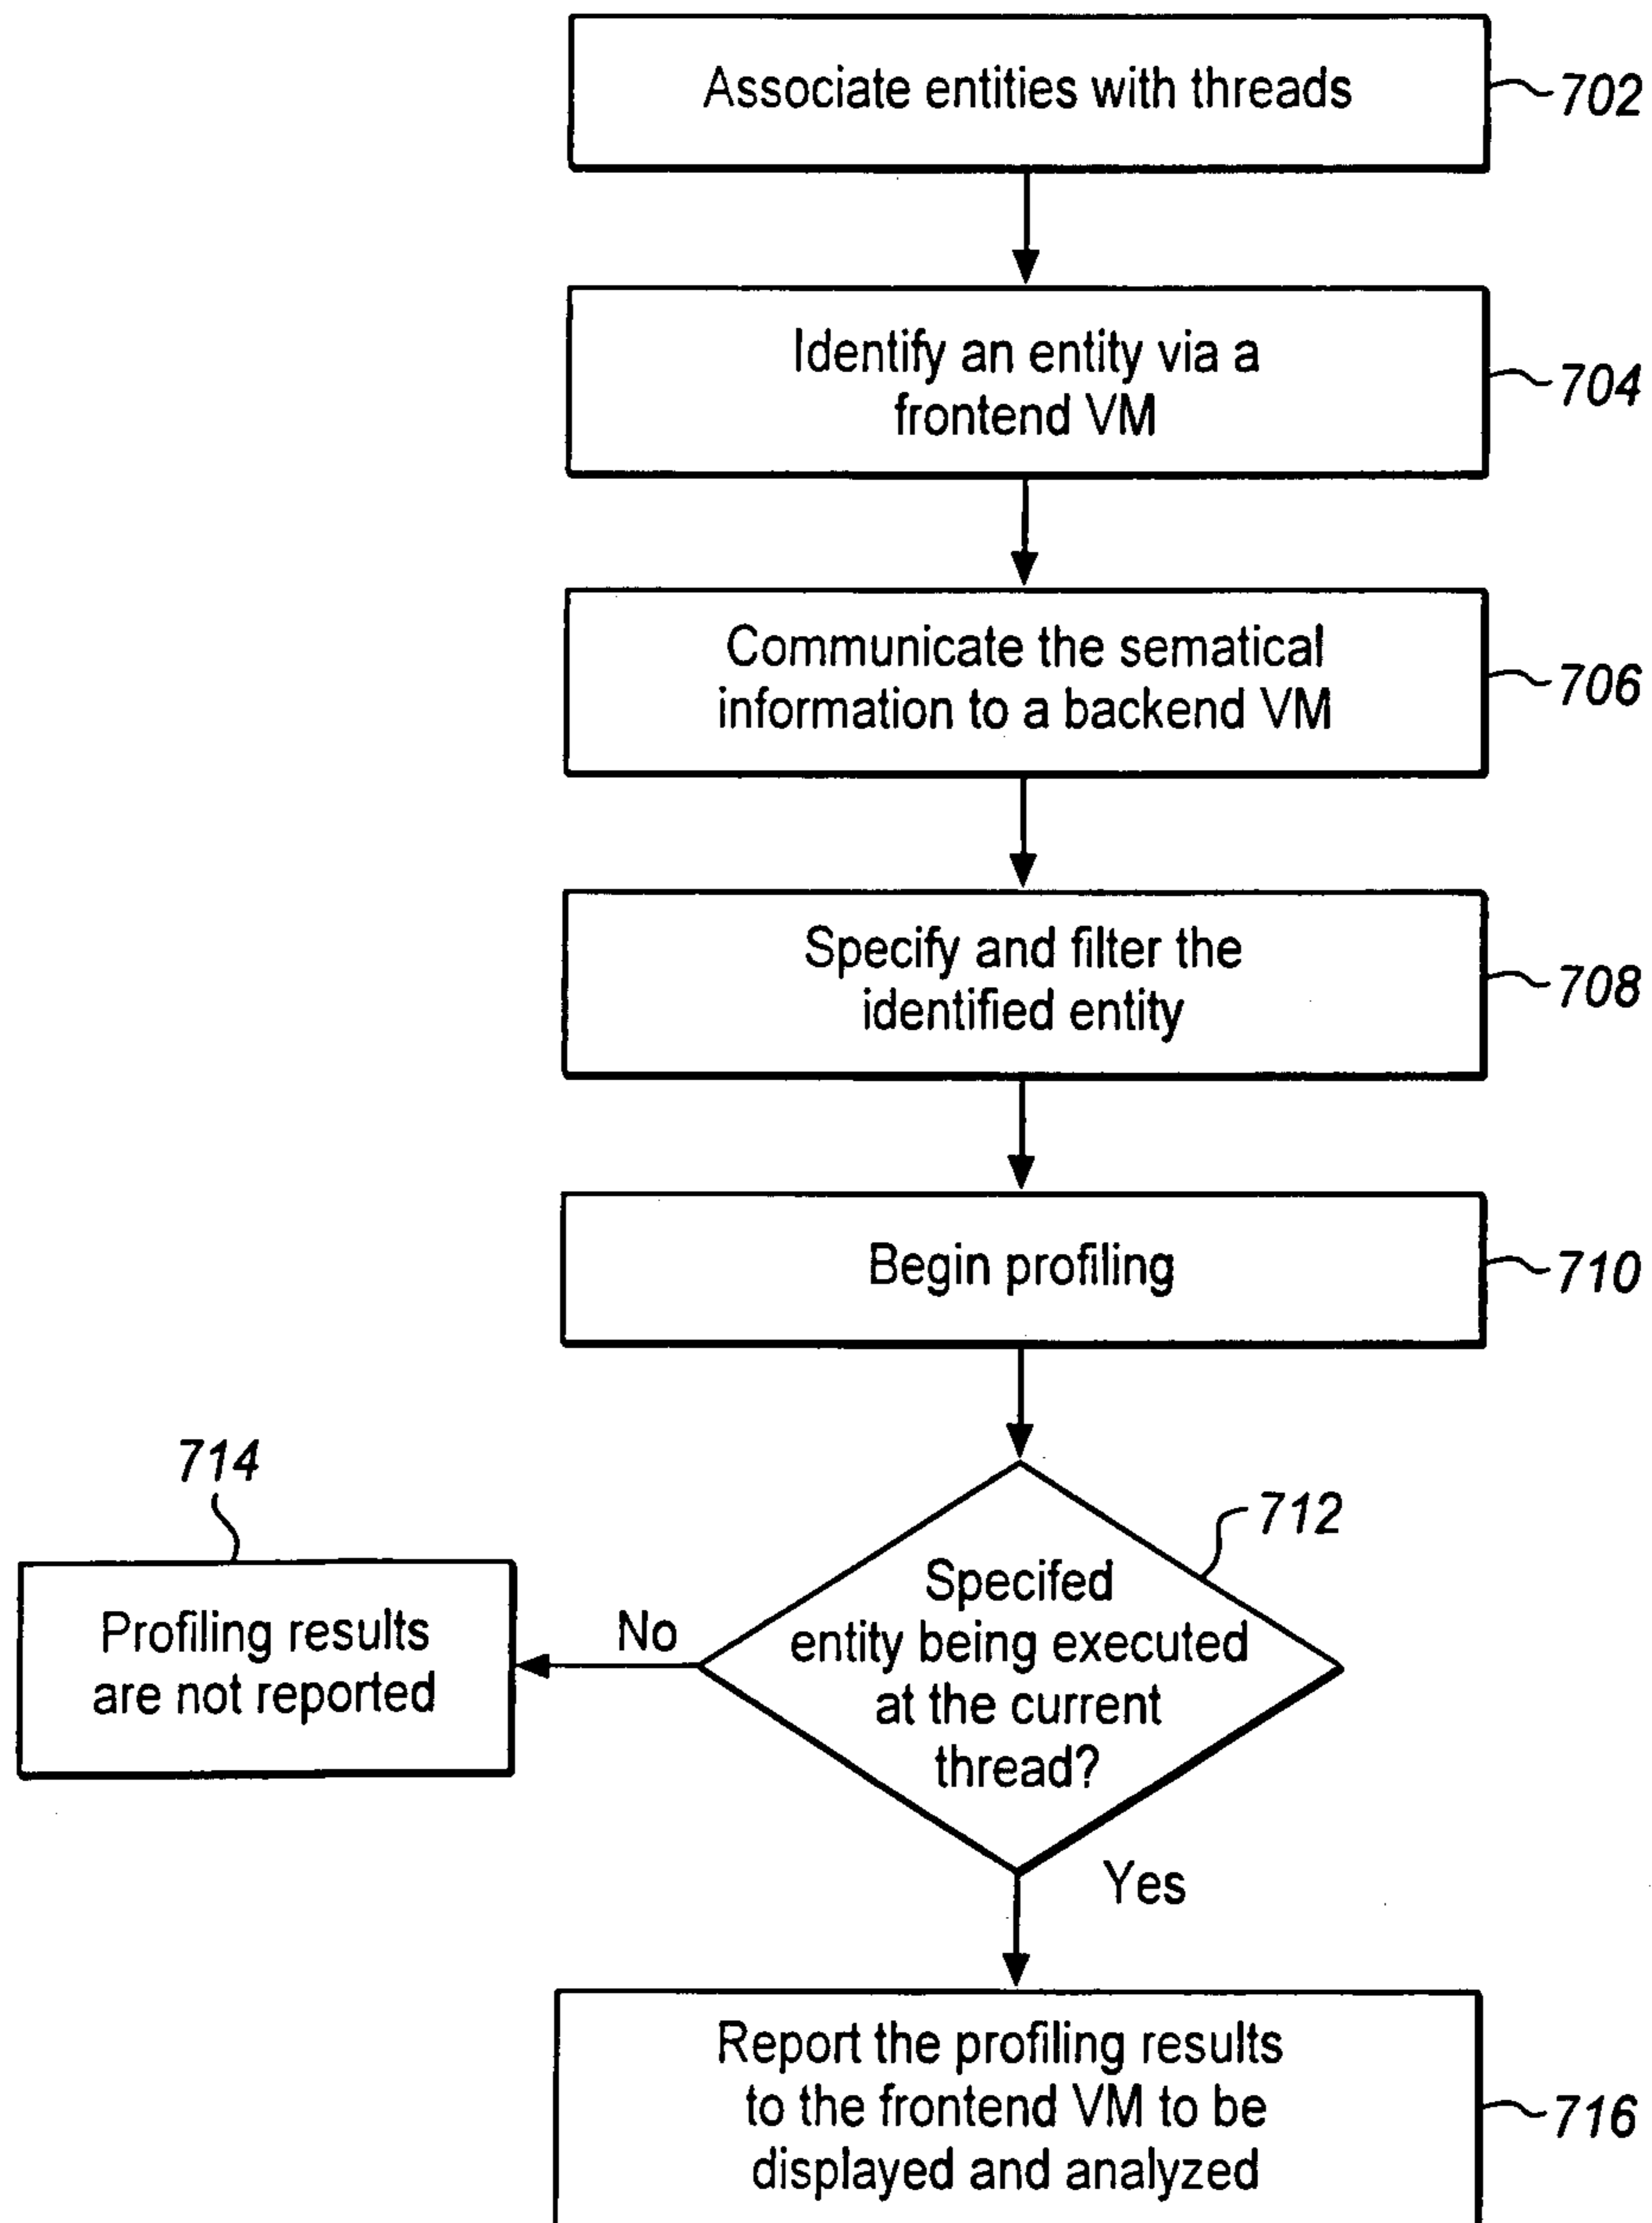 Associate entities with threads
702
Identify an entity via a
frontend VM
704
Communicate the sematical
information to a backend VM
706
Specify and filter the
identified entity
708
Begin profiling
710
714
712
Specifed
entity being executed
at the current
thread?
No
Profiling results
are not reported
Yes
Report the profiling results
to the frontend VM to be
displayed and analyzed
716